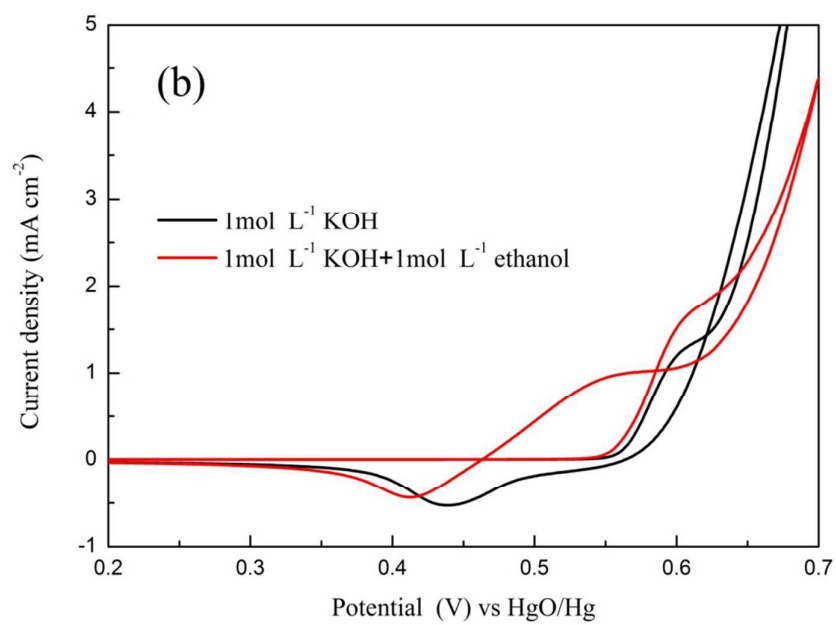 (b)
5
4
3
2
1
0
-1
Current density (mA cm⁻²)
1mol L⁻¹ KOH
1mol L⁻¹ KOH+1mol L⁻¹ ethanol
0.2 0.3 0.4 0.5 0.6 0.7
Potential (V) vs HgO/Hg